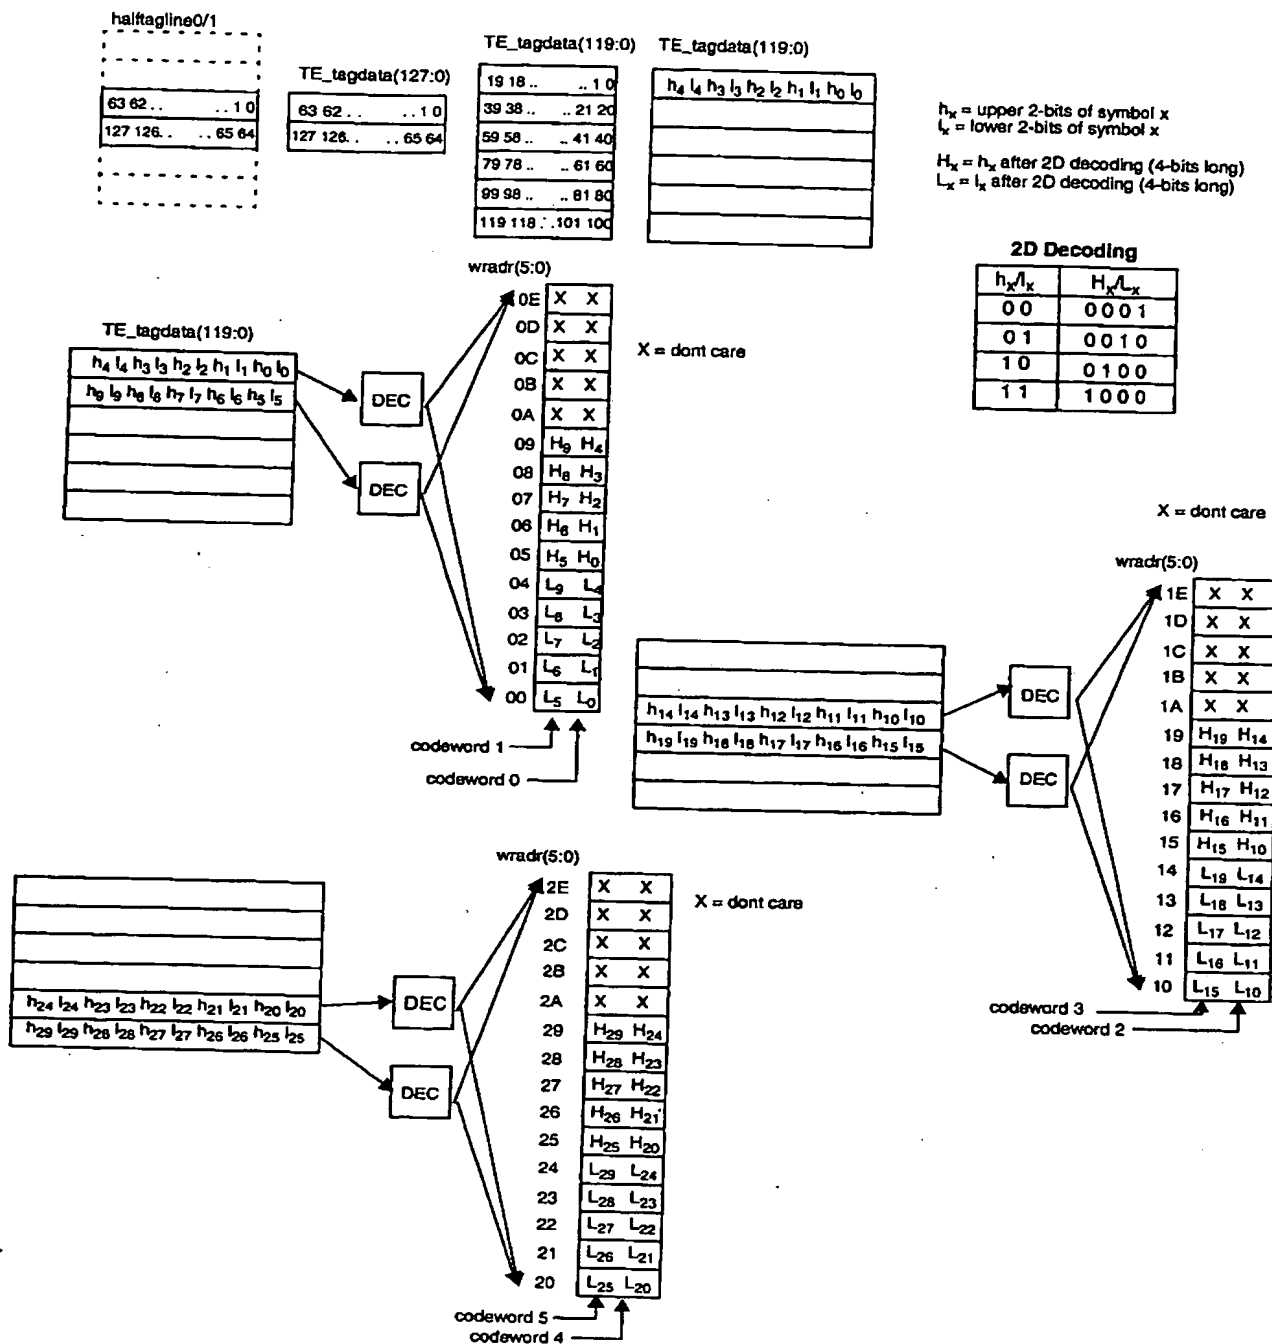 halftagline0/1
63 62 . . . . 1 0
127 126. . . . 65 64
TE_tagdata(127:0)
63 62 . . . . 1 0
127 126. . . . 65 64
TE_tagdata(119:0)
19 18 .. .. 1 0
39 38 .. .. 21 20
59 58 .. .. 41 40
79 78 .. .. 61 60
99 98 .. .. 81 80
119 118 . . .101 100
TE_tagdata(119:0)
h4 l4 h3 l3 h2 l2 h1 l1 h0 l0
hx = upper 2-bits of symbol x
lx = lower 2-bits of symbol x
Hx = hx after 2D decoding (4-bits long)
Lx = lx after 2D decoding (4-bits long)
2D Decoding
hx/lx Hx/Lx
0 0 0 0 0 1
0 1 0 0 1 0
1 0 0 1 0 0
1 1 1 0 0 0
TE_tagdata(119:0)
h4 l4 h3 l3 h2 l2 h1 l1 h0 l0
h9 l9 h8 l8 h7 l7 h6 l6 h5 l5
DEC
DEC
wradr(5:0)
0E X X
0D X X
0C X X
0B X X
0A X X
09 H9 H4
08 H8 H3
07 H7 H2
06 H6 H1
05 H5 H0
04 L9 L4
03 L8 L3
02 L7 L2
01 L6 L1
00 L5 L0
X = dont care
codeword 1
codeword 0
h14 l14 h13 l13 h12 l12 h11 l11 h10 l10
h19 l19 h18 l18 h17 l17 h16 l16 h15 l15
DEC
DEC
X = dont care
wradr(5:0)
1E X X
1D X X
1C X X
1B X X
1A X X
19 H19 H14
18 H18 H13
17 H17 H12
16 H16 H11
15 H15 H10
14 L19 L14
13 L18 L13
12 L17 L12
11 L16 L11
10 L15 L10
codeword 3
codeword 2
h24 l24 h23 l23 h22 l22 h21 l21 h20 l20
h29 l29 h28 l28 h27 l27 h26 l26 h25 l25
DEC
DEC
wradr(5:0)
2E X X
2D X X
2C X X
2B X X
2A X X
29 H29 H24
28 H28 H23
27 H27 H22
26 H26 H21
25 H25 H20
24 L29 L24
23 L28 L23
22 L27 L22
21 L26 L21
20 L25 L20
X = dont care
codeword 5
codeword 4